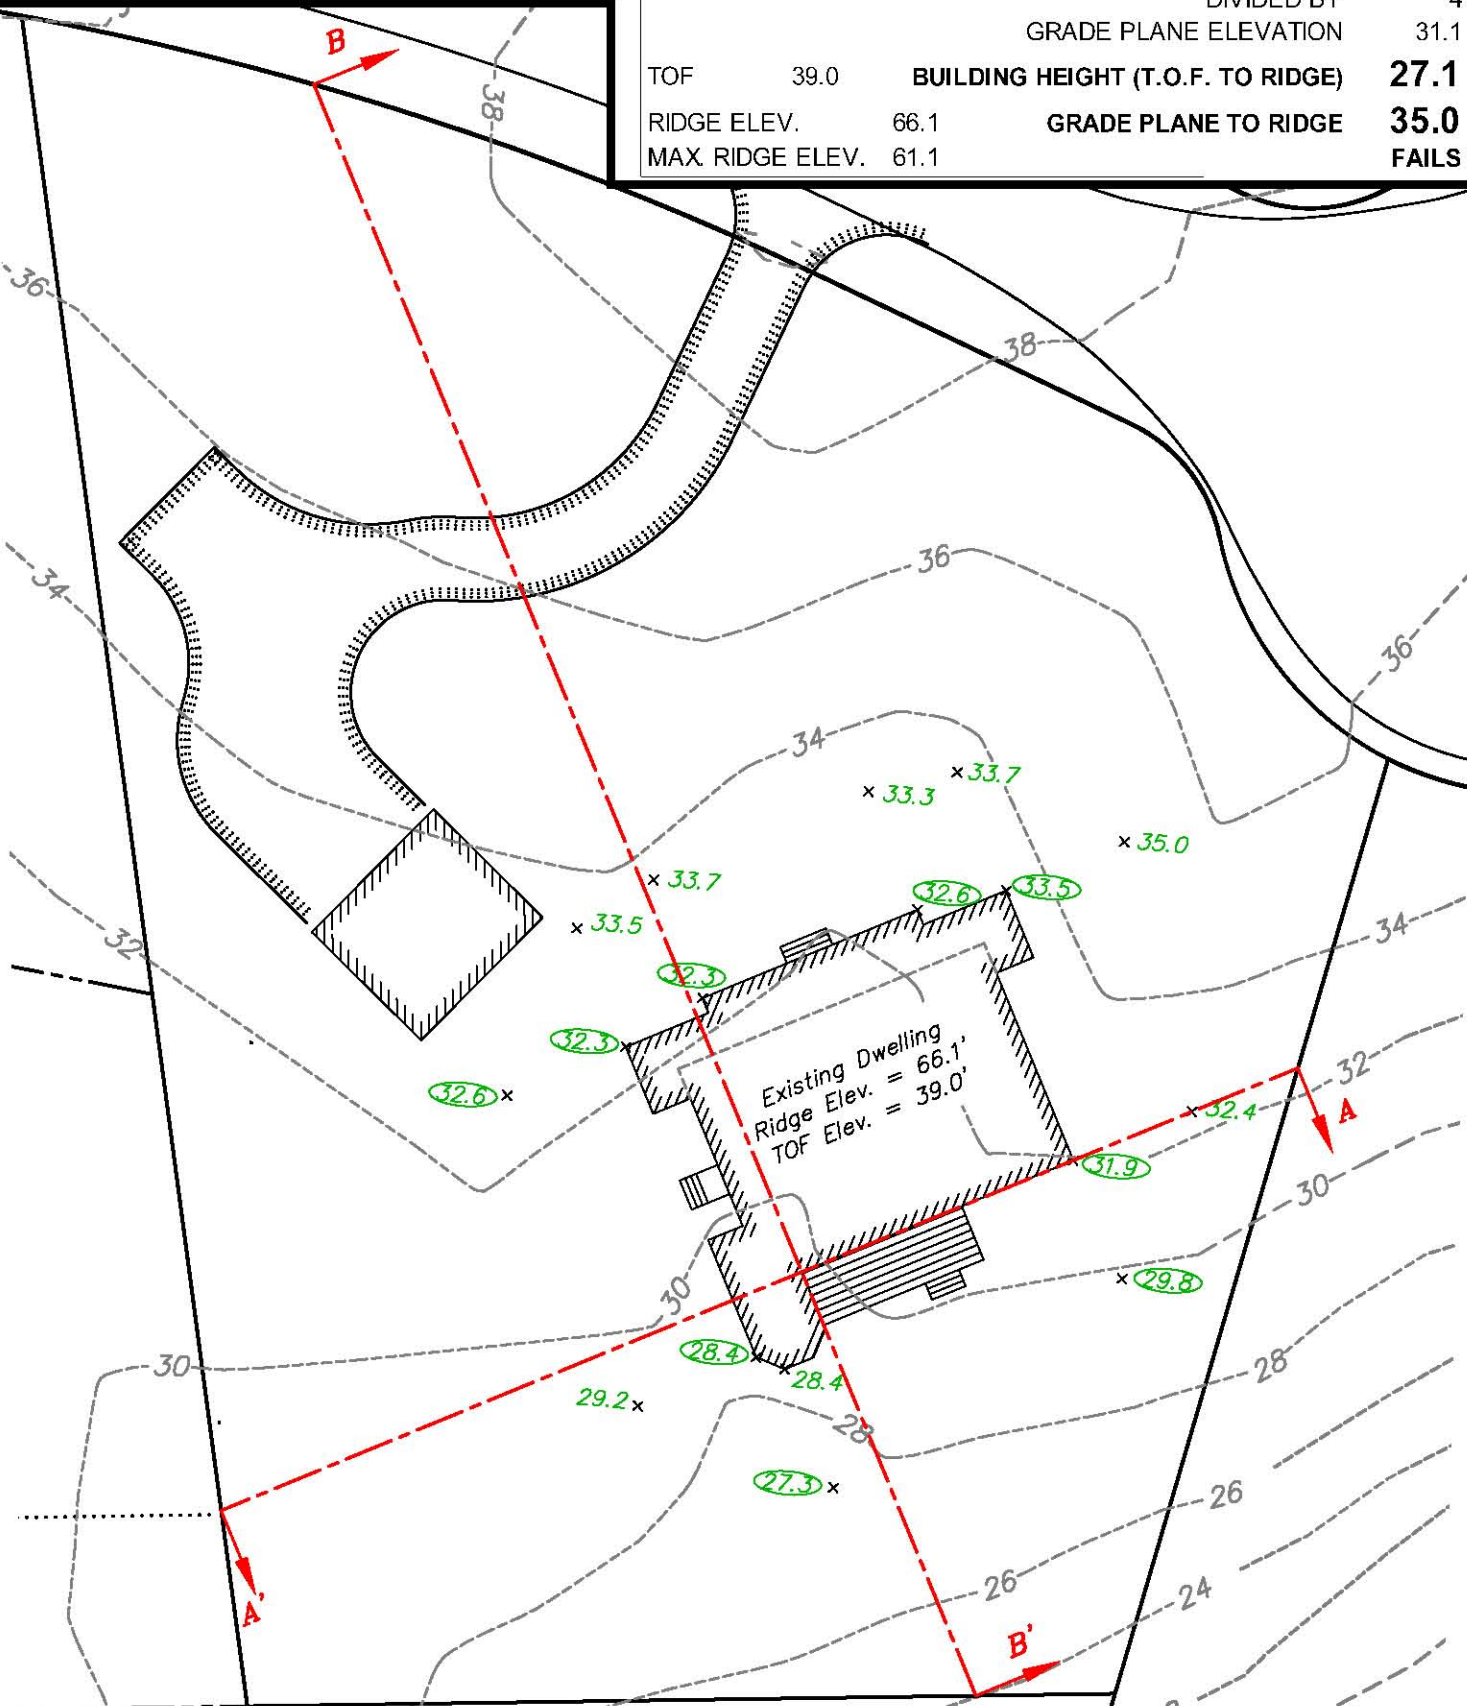 DIVIDED BY 4
GRADE PLANE ELEVATION 31.1
TOF 39.0 BUILDING HEIGHT (T.O.F. TO RIDGE) 27.1
RIDGE ELEV. 66.1 GRADE PLANE TO RIDGE 35.0
MAX. RIDGE ELEV. 61.1 FAILS
B
38
36
38
36
34
36
34
33.7
33.3
35.0
33.7
32.6
33.5
33.5
34
32
32.3
32.3
Existing Dwelling
Ridge Elev. = 66.1'
TOF Elev. = 39.0'
32.6
32
32.4
A
31.9
30
29.8
30
28.4
30
28
28.4
29.2
28
27.3
26
26
24
A'
B'